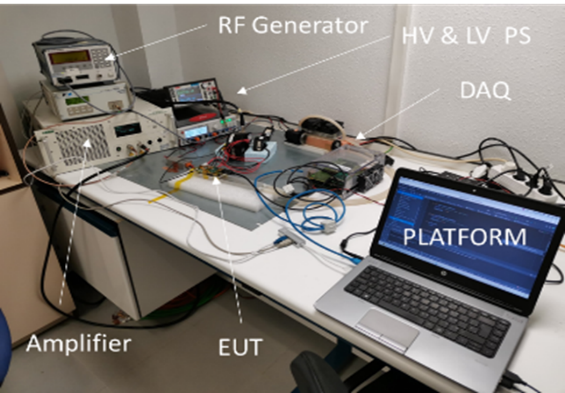 RF Generator
HV & LV PS
DAQ
PLATFORM
Amplifier
EUT